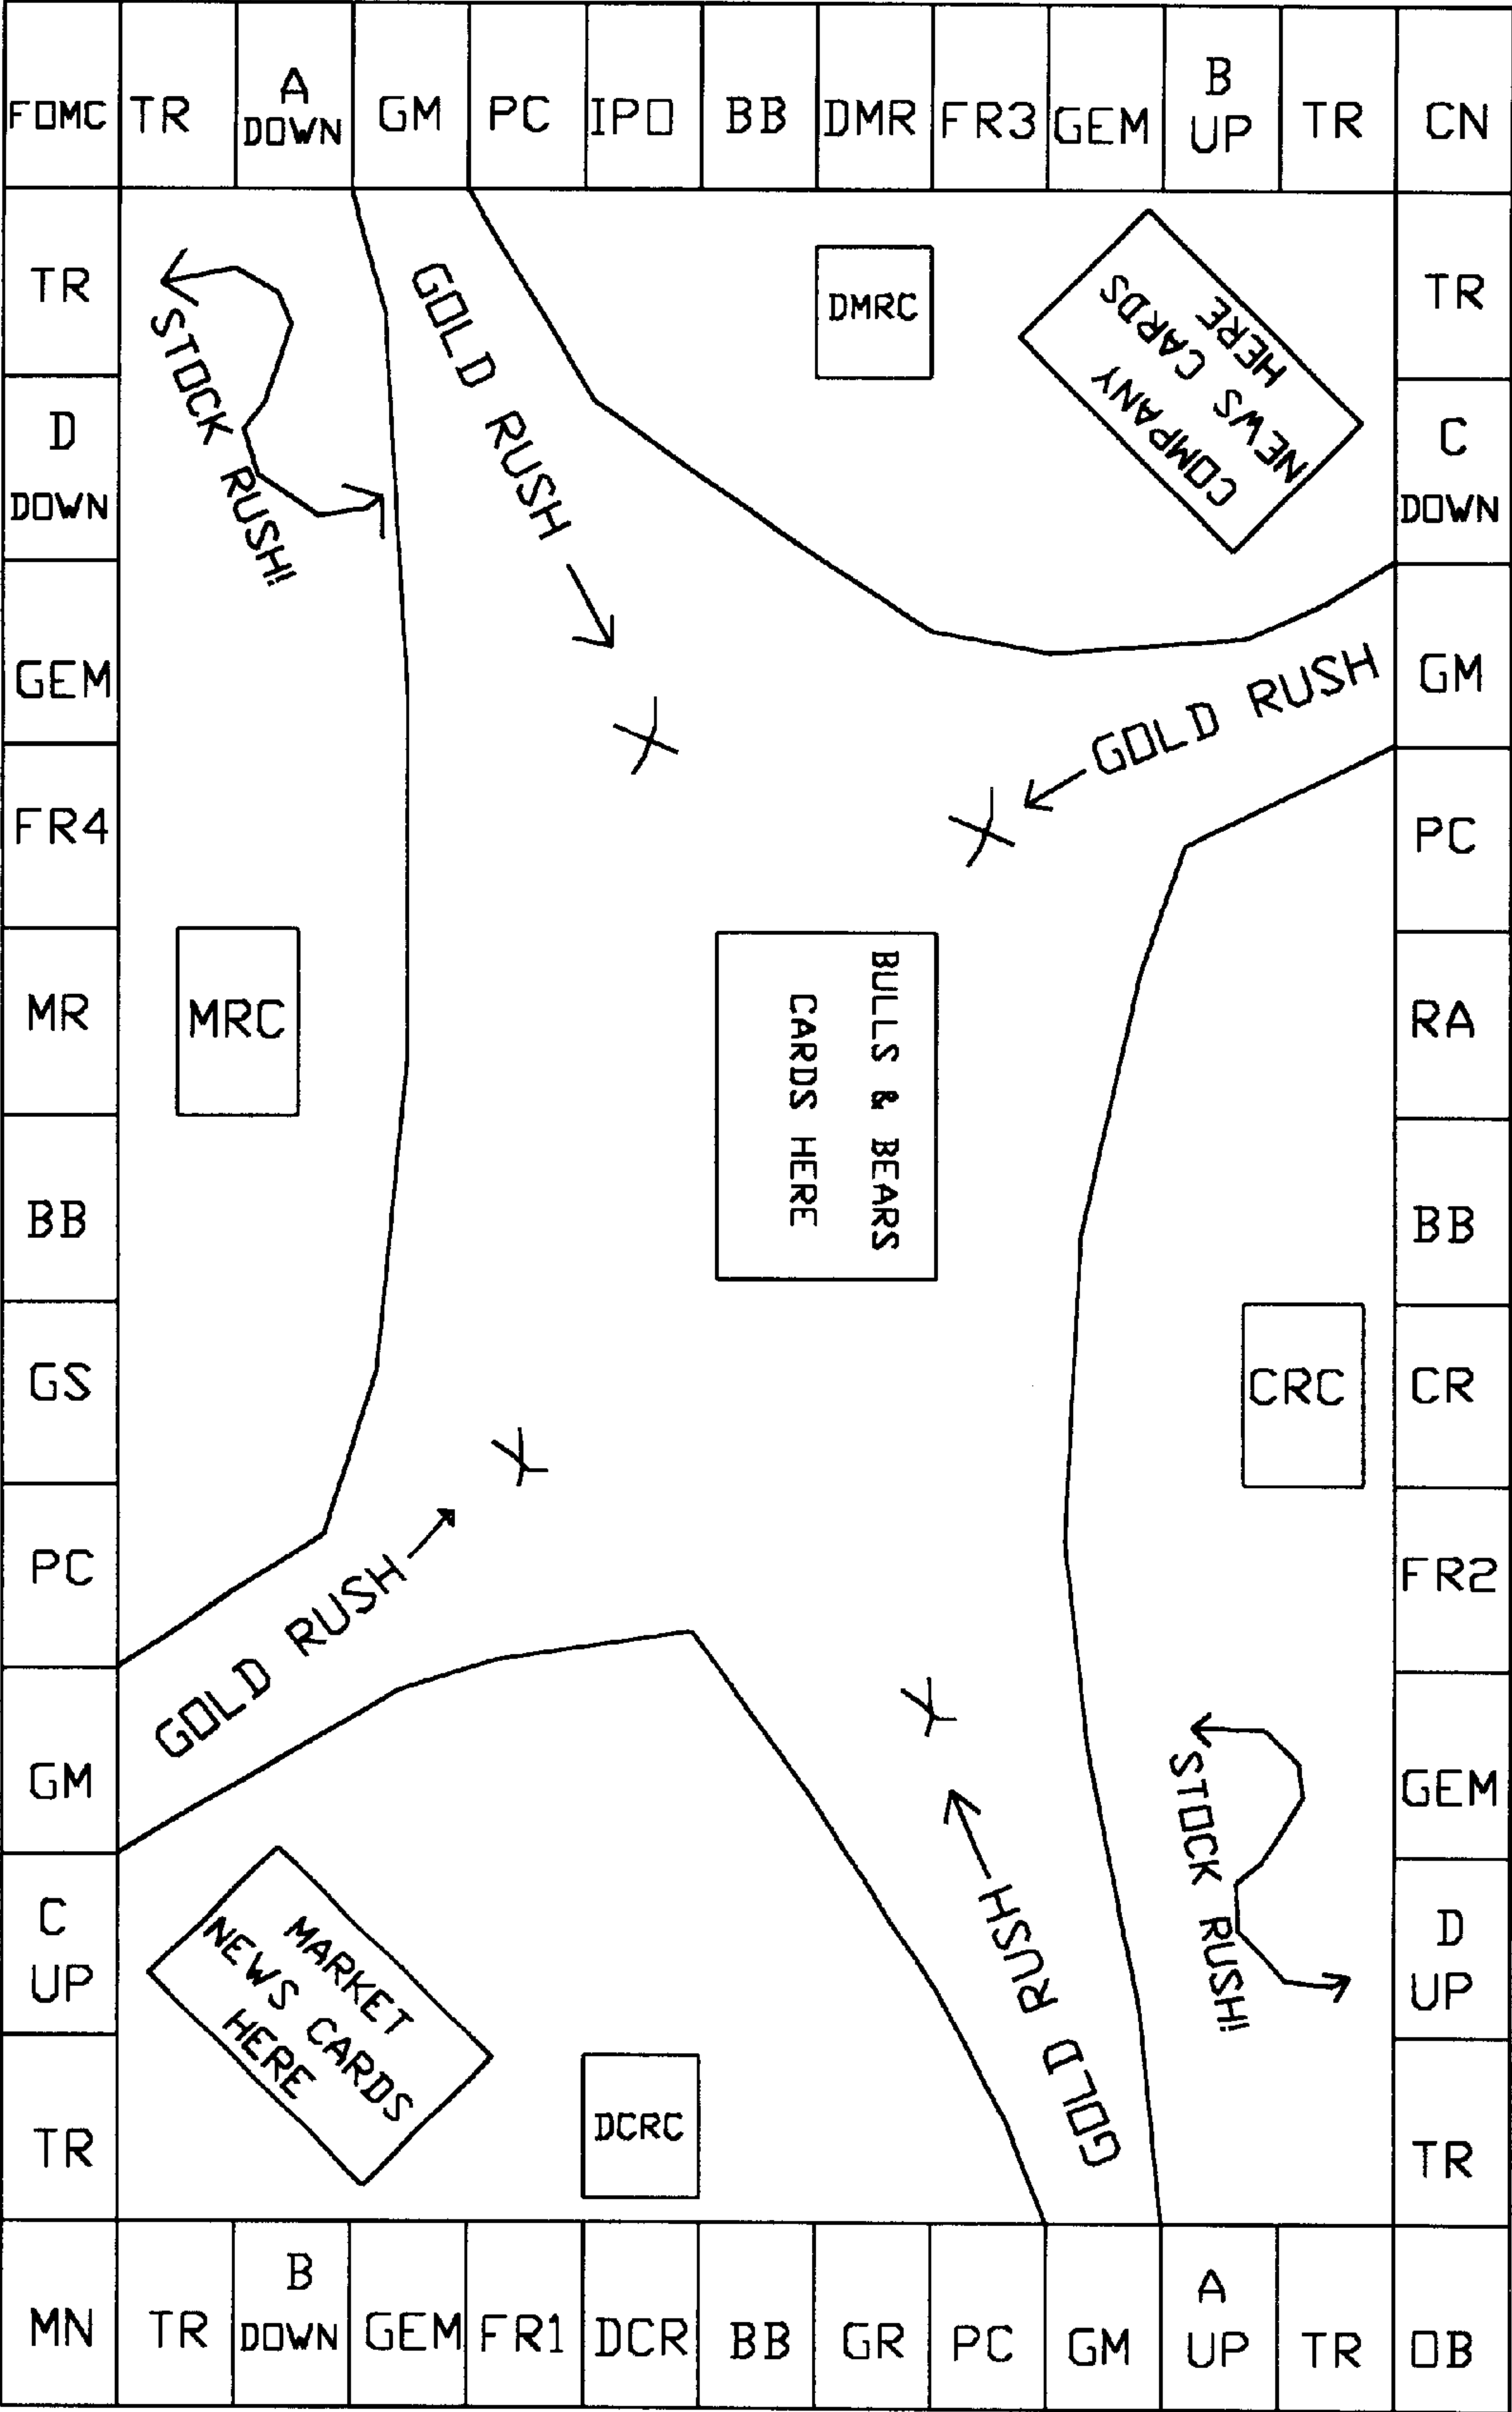 FOMC
TR
A
DOWN
GM
PC
IPO
BB
DMR
FR3
GEM
B
UP
TR
CN
TR
D
DOWN
GEM
FR4
MR
BB
GS
PC
GM
C
UP
TR
STOCK RUSH!
GOLD RUSH
DMRC
COMPANY
NEWS CARDS
HERE
GOLD RUSH
MRC
BULLS & BEARS
CARDS HERE
CRC
GOLD RUSH
STOCK RUSH!
GOLD RUSH
MARKET
NEWS CARDS
HERE
DCRC
TR
C
DOWN
GM
PC
RA
BB
CR
FR2
GEM
D
UP
TR
MN
TR
B
DOWN
GEM
FR1
DCR
BB
GR
PC
GM
A
UP
TR
OB